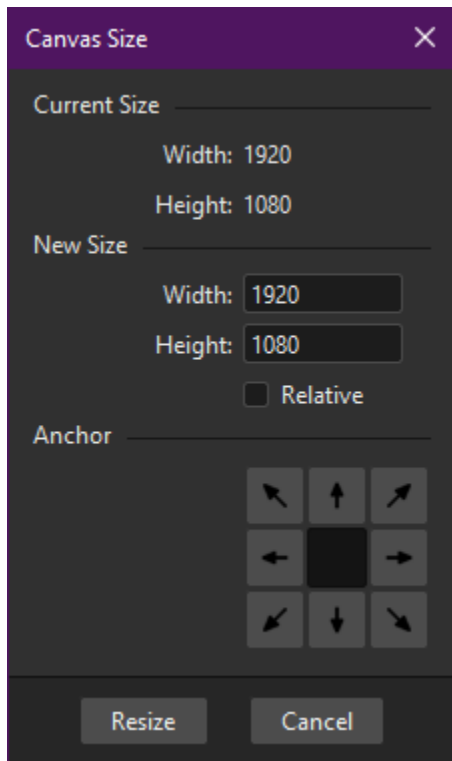 Canvas Size
Current Size
Width: 1920
Height: 1080
New Size
Width: 1920
Height: 1080
Relative
Anchor
Resize Cancel